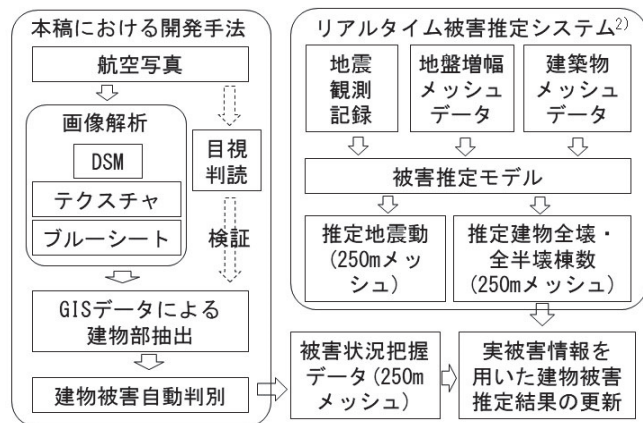 本稿における開発手法
航空写真
画像解析
DSM
テクスチャ
ブルーシート
目視
判読
検証
GISデータによる
建物部抽出
建物被害自動判別
リアルタイム被害推定システム2)
地震
観測
記録
地盤増幅
メッシュ
データ
建築物
メッシュ
データ
被害推定モデル
推定地震動
(250mメッ
シュ)
推定建物全壊・
全半壊棟数
(250mメッシュ)
被害状況把握
データ(250m
メッシュ)
実被害情報を
用いた建物被害
推定結果の更新